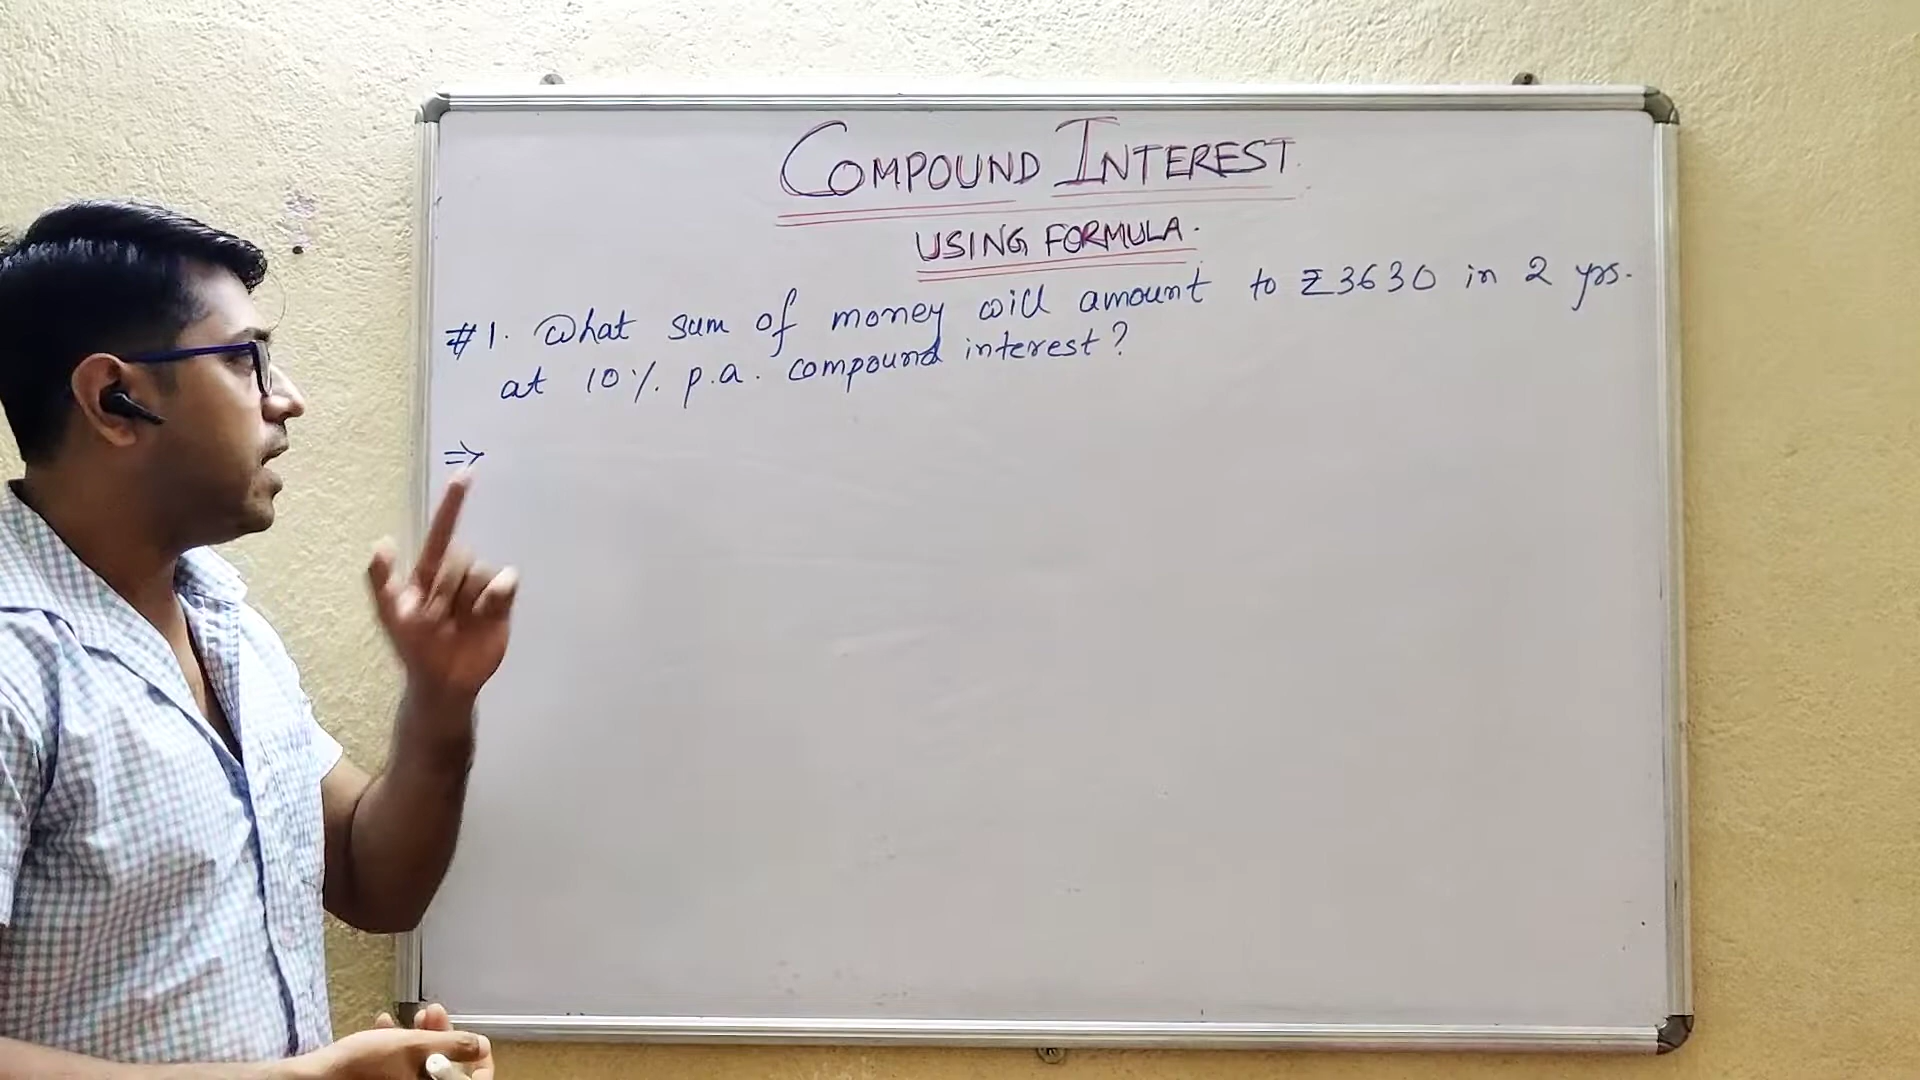 COMPOUND INTEREST.
USING FORMULA.
#1. What sum of money will amount to ₹3630 in 2 yrs.
at 10% p.a. compound interest?
⇒